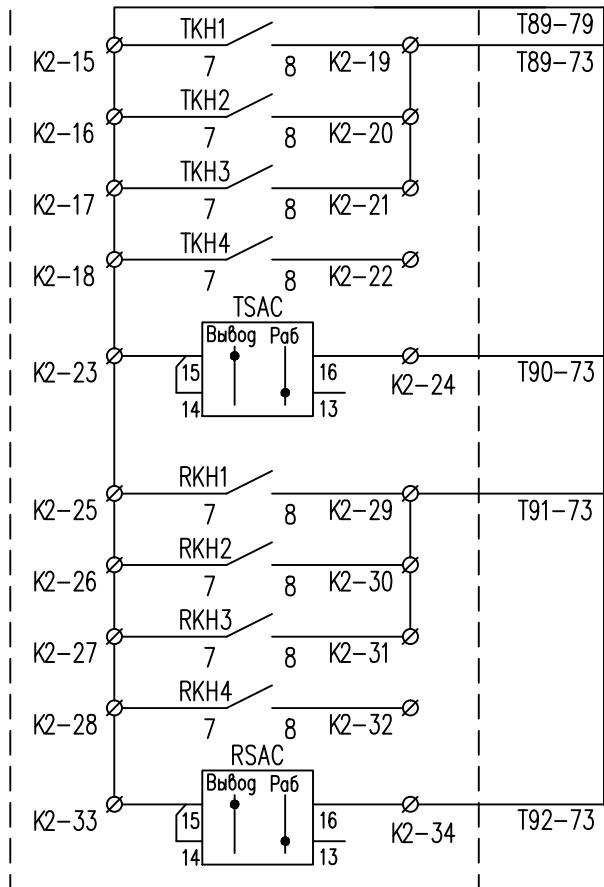 TKH1 T89-79
K2-15 7 8 K2-19 T89-73
TKH2
K2-16 7 8 K2-20
TKH3
K2-17 7 8 K2-21
TKH4
K2-18 7 8 K2-22
TSAC
Вывод Раб
K2-23 15 16 K2-24 T90-73
14 13
RKH1
K2-25 7 8 K2-29 T91-73
RKH2
K2-26 7 8 K2-30
RKH3
K2-27 7 8 K2-31
RKH4
K2-28 7 8 K2-32
RSAC
Вывод Раб
K2-33 15 16 K2-34 T92-73
14 13